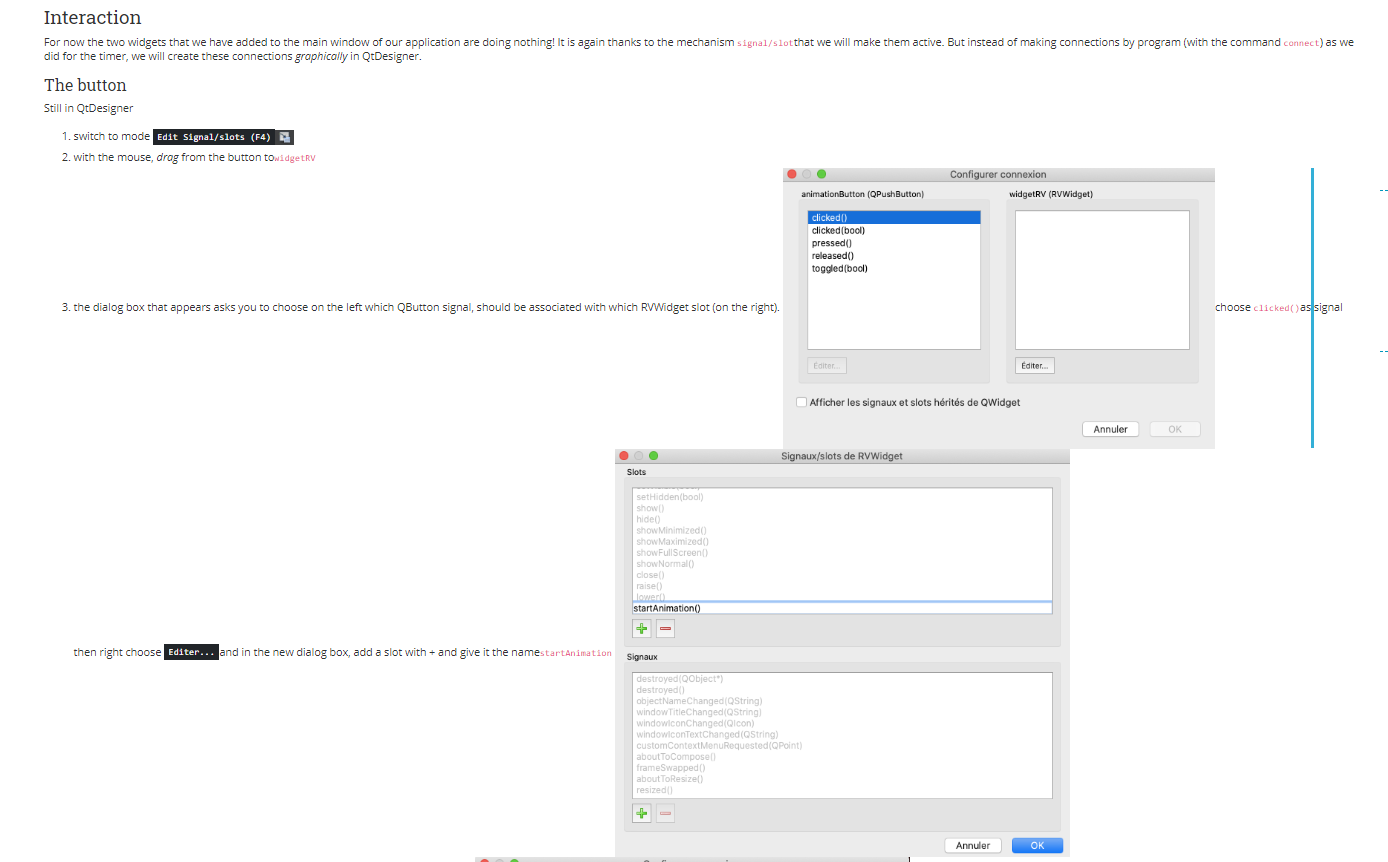 Interaction
For now the two widgets that we have added to the main window of our application are doing nothing! It is again thanks to the mechanism signal/slotthat we will make them active. But instead of making connections by program (with the command connect) as we
did for the timer, we will create these connections graphically in QtDesigner.
The button
Still in QtDesigner
1. switch to mode Edit Signal/slots (F4)
2. with the mouse, drag from the button towidgetRV
3. the dialog box that appears asks you to choose on the left which QButton signal, should be associated with which RVWidget slot (on the right).
Configurer connexion
animationButton (QPushButton)
clicked()
clicked(bool)
pressed()
released()
toggled(bool)
Éditer...
widgetRV (RVWidget)
Éditer...
Afficher les signaux et slots hérités de QWidget
Annuler
OK
choose clicked()as signal
then right choose Editer... and in the new dialog box, add a slot with + and give it the namestartAnimation
Signaux/slots de RVWidget
Slots
setHidden(bool)
show()
hide()
showMinimized()
showMaximized()
showFullScreen()
showNormal()
close()
raise()
lower()
startAnimation()
Signaux
destroyed(QObject*)
destroyed()
objectNameChanged(QString)
windowTitleChanged(QString)
windowIconChanged(QIcon)
windowIconTextChanged(QString)
customContextMenuRequested(QPoint)
aboutToCompose()
frameSwapped()
aboutToResize()
resized()
Annuler
OK